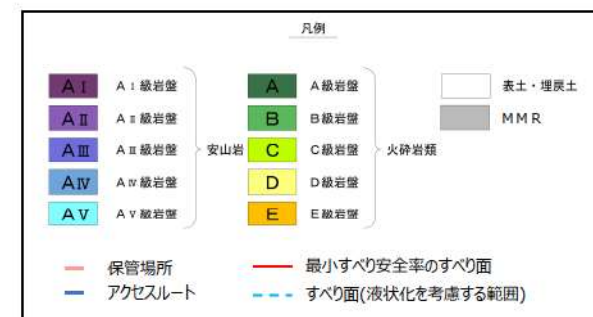 凡例
AⅠ AⅠ級岩盤 A A級岩盤 表土・埋戻土
AⅡ AⅡ級岩盤 B B級岩盤 MMR
AⅢ AⅢ級岩盤 安山岩 C C級岩盤 火砕岩類
AⅣ AⅣ級岩盤 D D級岩盤
AⅤ AⅤ級岩盤 E E級岩盤
保管場所 最小すべり安全率のすべり面
アクセスルート すべり面(液状化を考慮する範囲)